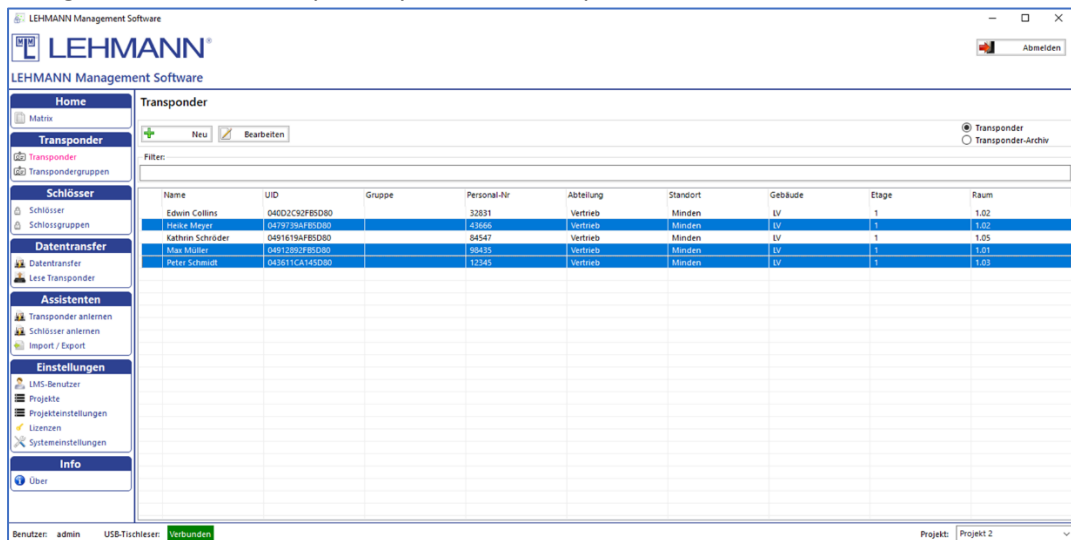 LEHMANN Management Software
LEHMANN®
Abmelden
LEHMANN Management Software
Home
Matrix
Transponder
Transponder
Transpondergruppen
Schlösser
Schlösser
Schlossgruppen
Datentransfer
Datentransfer
Lese Transponder
Assistenten
Transponder anlernen
Schlösser anlernen
Import / Export
Einstellungen
LMS-Benutzer
Projekte
Projekteinstellungen
Lizenzen
Systemeinstellungen
Info
Über
Transponder
Neu Bearbeiten
Transponder
Transponder-Archiv
Filter:
Name UID Gruppe Personal-Nr Abteilung Standort Gebäude Etage Raum
Edwin Collins 040D2C92FB5D80 32831 Vertrieb Minden LV 1 1.02
Heike Meyer 0479739AFB5D80 43666 Vertrieb Minden LV 1 1.02
Kathrin Schröder 0491619AFB5D80 84547 Vertrieb Minden LV 1 1.05
Max Müller 04912892FB5D80 98435 Vertrieb Minden LV 1 1.01
Peter Schmidt 043611CA145D80 12345 Vertrieb Minden LV 1 1.03
Benutzer: admin USB-Tischleser: Verbunden Projekt: Projekt 2